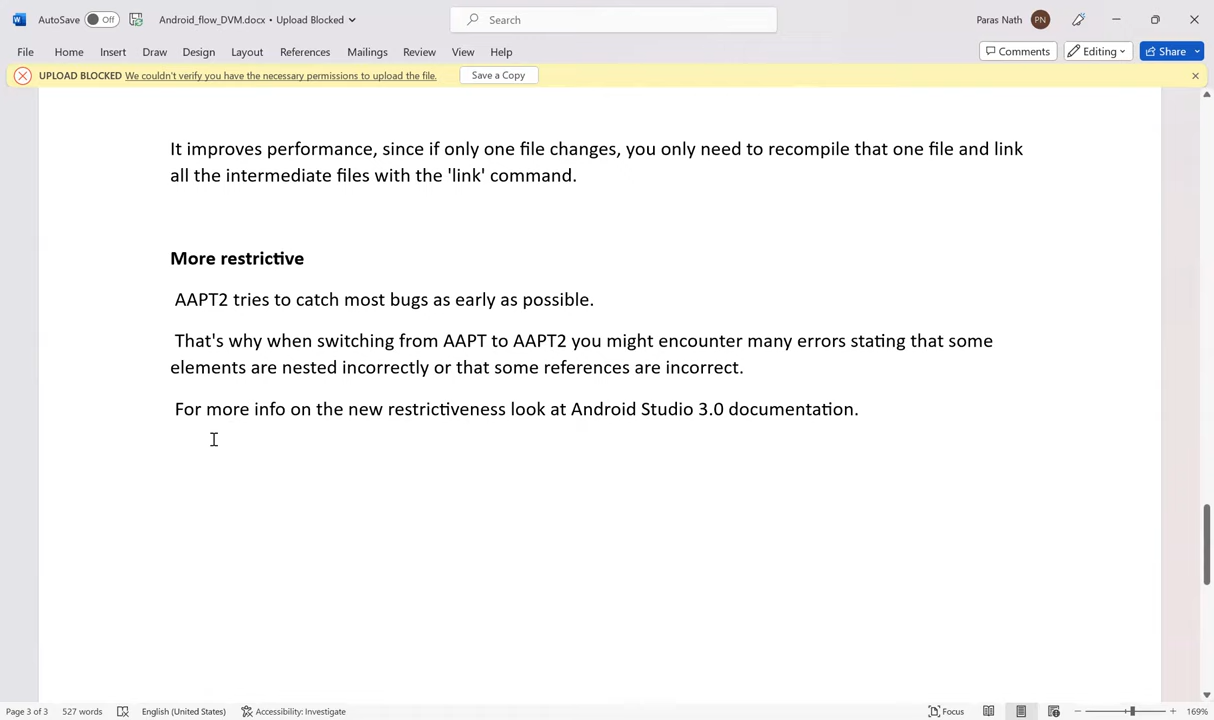 AutoSave Off Android_flow_DVM.docx • Upload Blocked Search Paras Nath PN
File Home Insert Draw Design Layout References Mailings Review View Help Comments Editing Share
UPLOAD BLOCKED We couldn't verify you have the necessary permissions to upload the file. Save a Copy
It improves performance, since if only one file changes, you only need to recompile that one file and link
all the intermediate files with the 'link' command.
More restrictive
AAPT2 tries to catch most bugs as early as possible.
That's why when switching from AAPT to AAPT2 you might encounter many errors stating that some
elements are nested incorrectly or that some references are incorrect.
For more info on the new restrictiveness look at Android Studio 3.0 documentation.
Page 3 of 3 527 words English (United States) Accessibility: Investigate Focus 169%